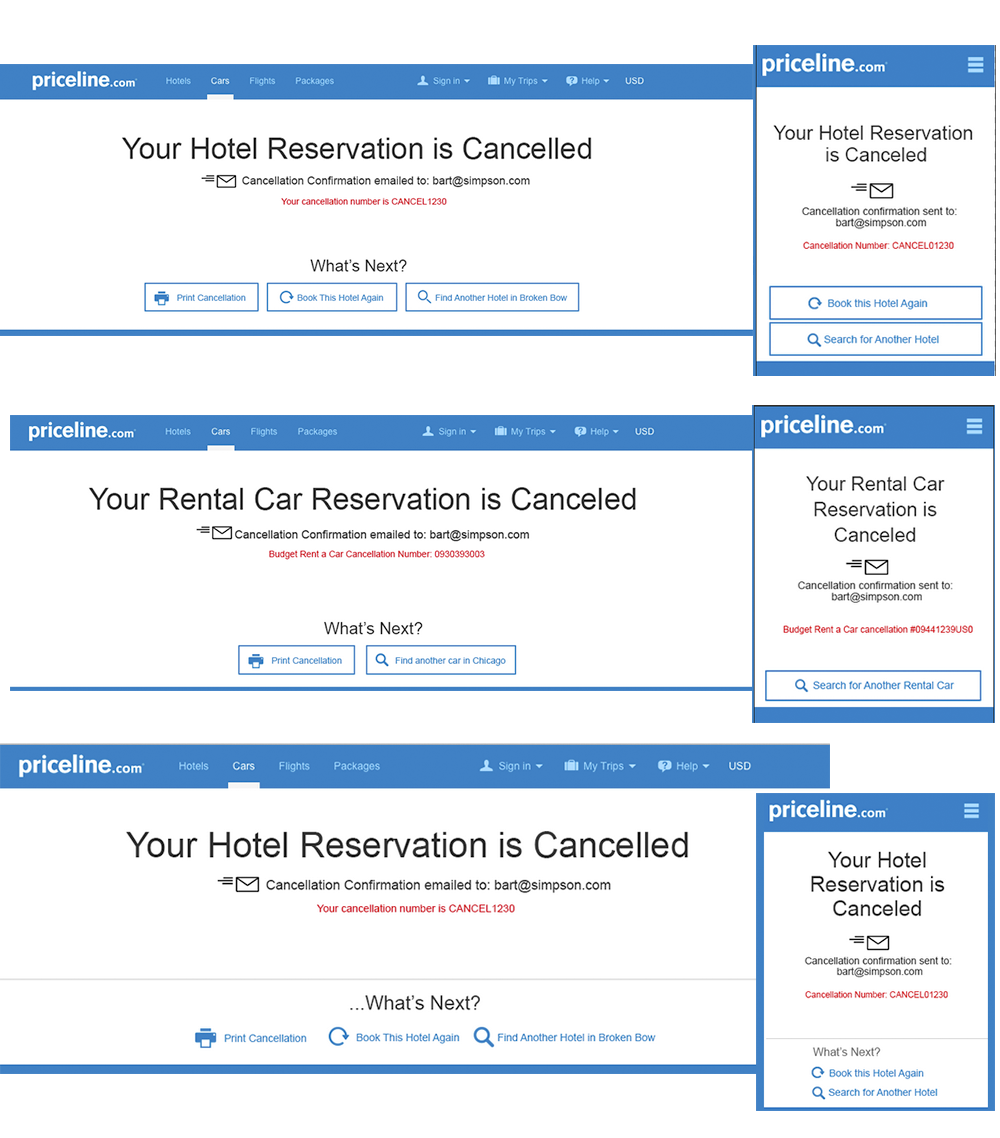 priceline.com Hotels Cars Flights Packages Sign in My Trips Help USD
Your Hotel Reservation is Cancelled
Cancellation Confirmation emailed to: bart@simpson.com
Your cancellation number is CANCEL1230
What's Next?
Print Cancellation Book This Hotel Again Find Another Hotel in Broken Bow
priceline.com
Your Hotel Reservation
is Canceled
Cancellation confirmation sent to:
bart@simpson.com
Cancellation Number: CANCEL01230
Book this Hotel Again
Search for Another Hotel
priceline.com Hotels Cars Flights Packages Sign in My Trips Help USD
Your Rental Car Reservation is Canceled
Cancellation Confirmation emailed to: bart@simpson.com
Budget Rent a Car Cancellation Number: 0930393003
What's Next?
Print Cancellation Find another car in Chicago
priceline.com
Your Rental Car
Reservation is
Canceled
Cancellation confirmation sent to:
bart@simpson.com
Budget Rent a Car cancellation #09441239US0
Search for Another Rental Car
priceline.com Hotels Cars Flights Packages Sign in My Trips Help USD
Your Hotel Reservation is Cancelled
Cancellation Confirmation emailed to: bart@simpson.com
Your cancellation number is CANCEL1230
...What's Next?
Print Cancellation Book This Hotel Again Find Another Hotel in Broken Bow
priceline.com
Your Hotel
Reservation is
Canceled
Cancellation confirmation sent to:
bart@simpson.com
Cancellation Number: CANCEL01230
What's Next?
Book this Hotel Again
Search for Another Hotel